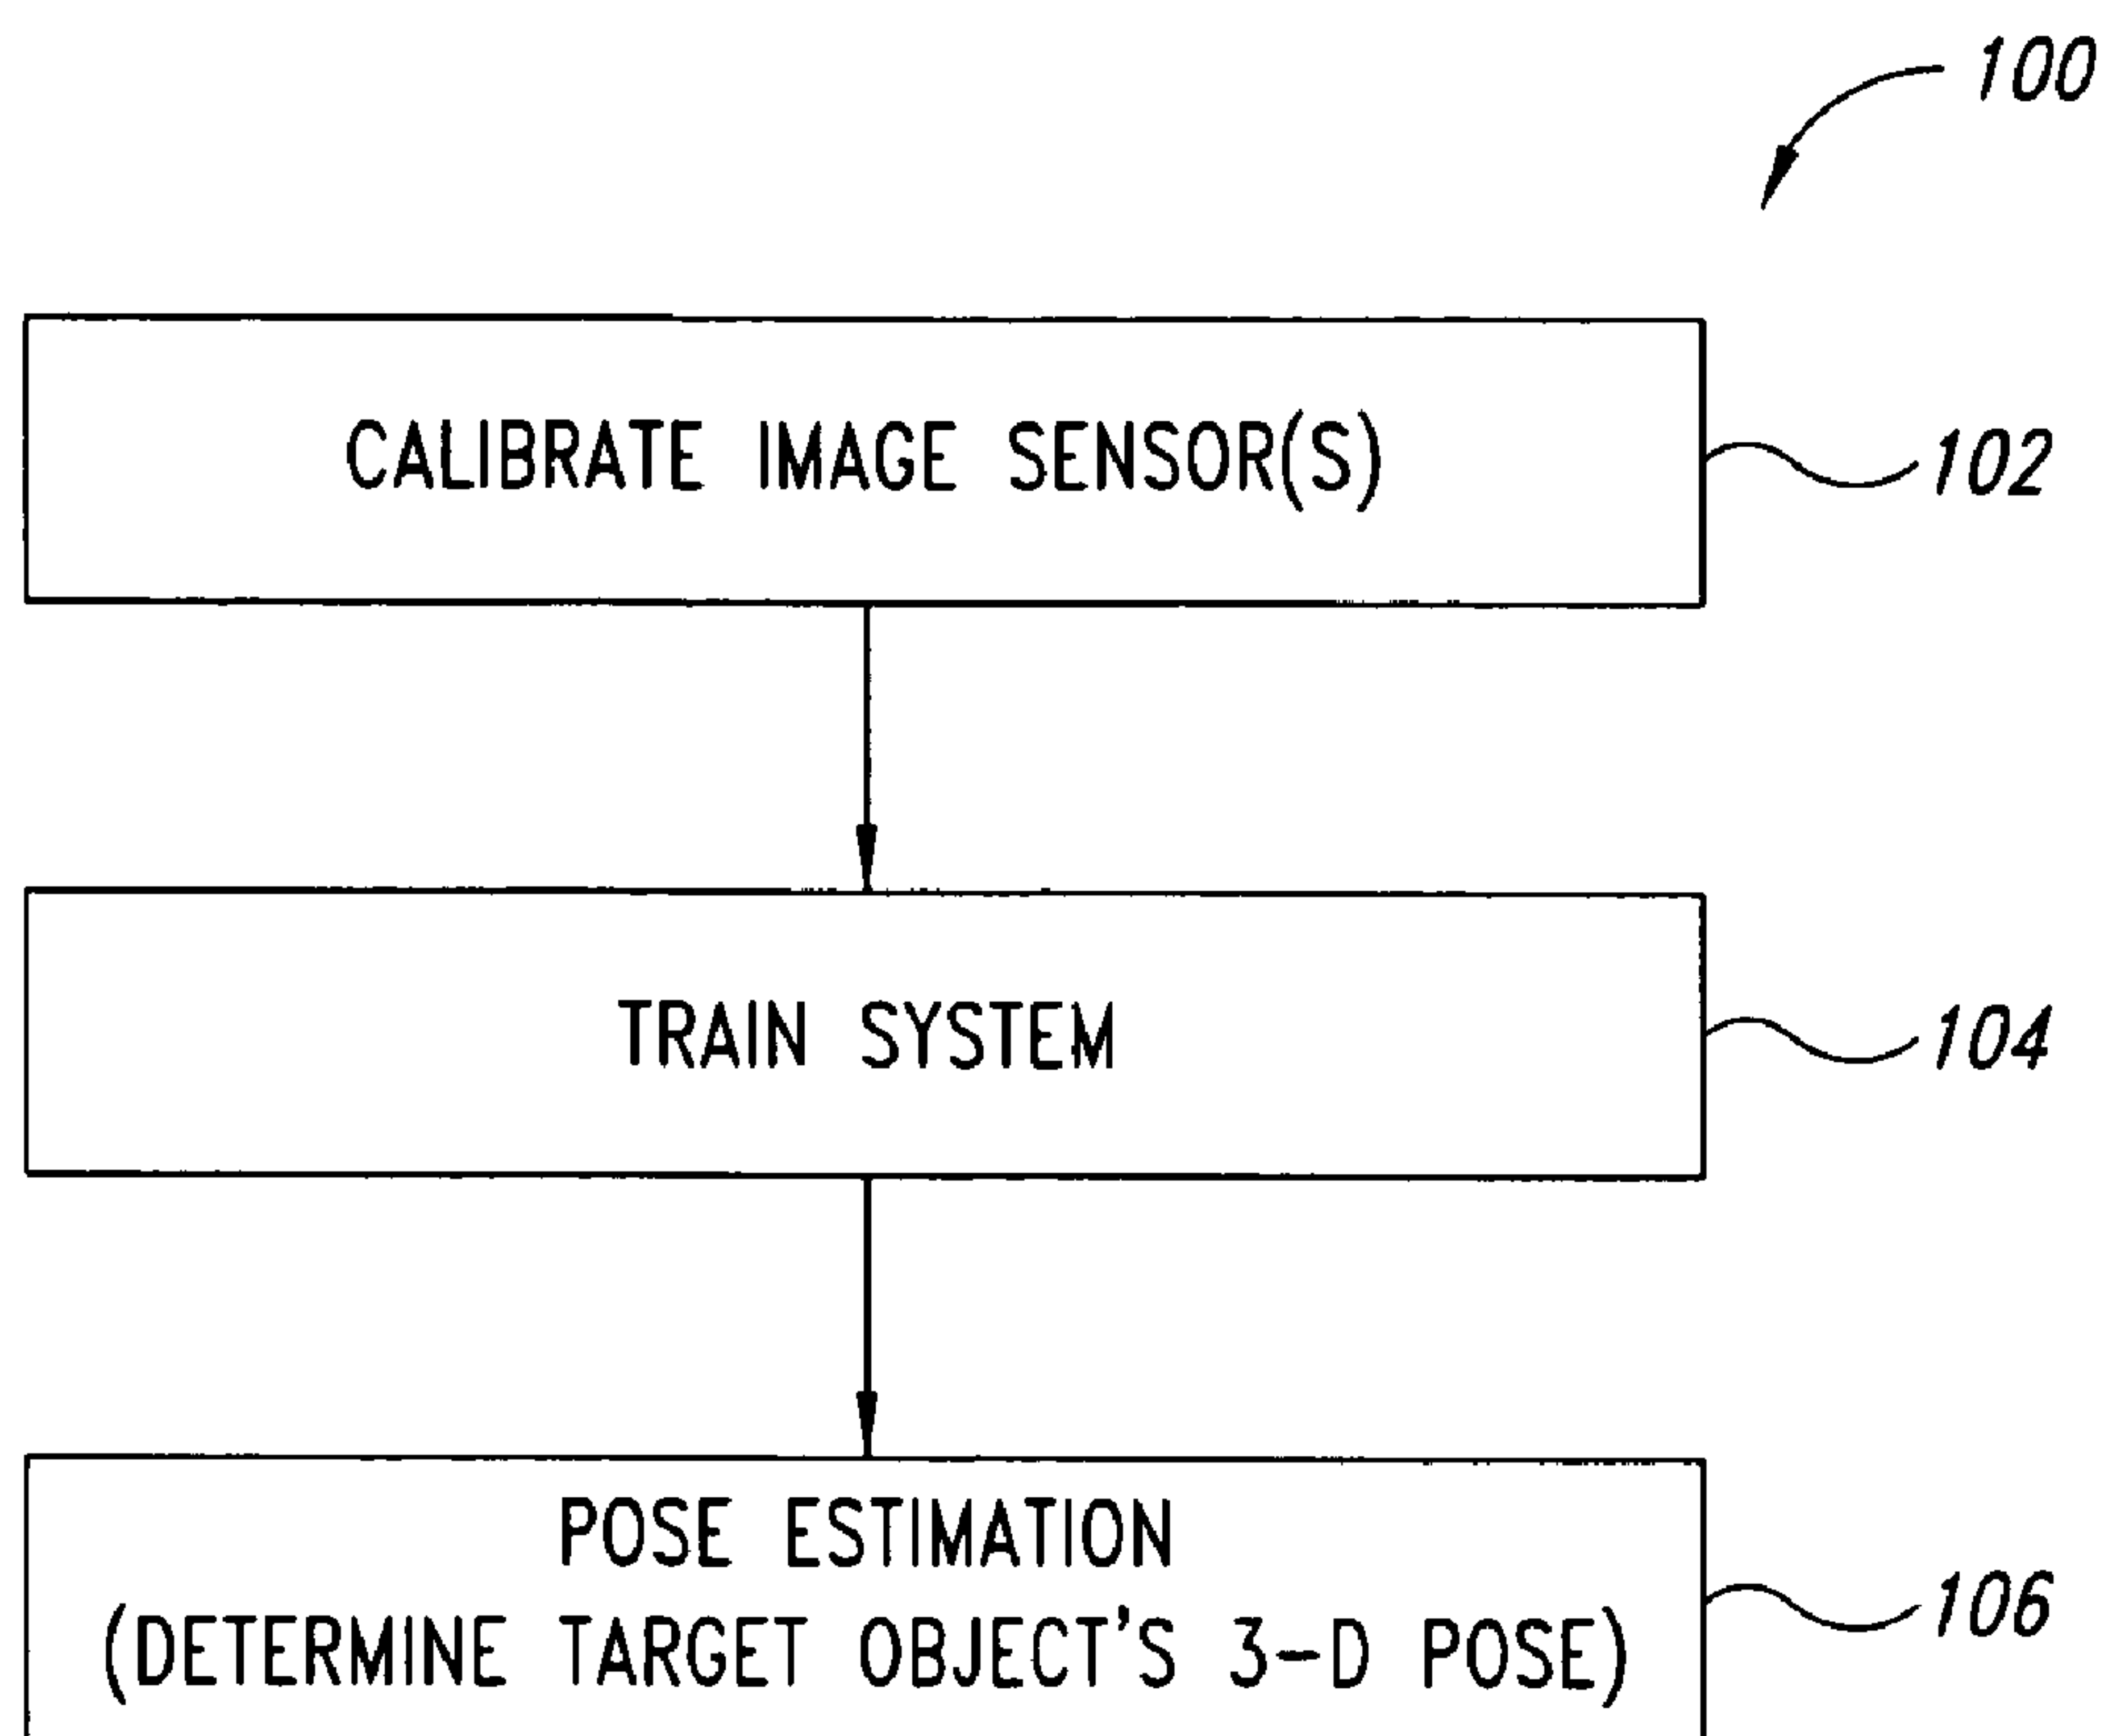 100
CALIBRATE IMAGE SENSOR(S)
102
TRAIN SYSTEM
104
POSE ESTIMATION
(DETERMINE TARGET OBJECT'S 3-D POSE)
106